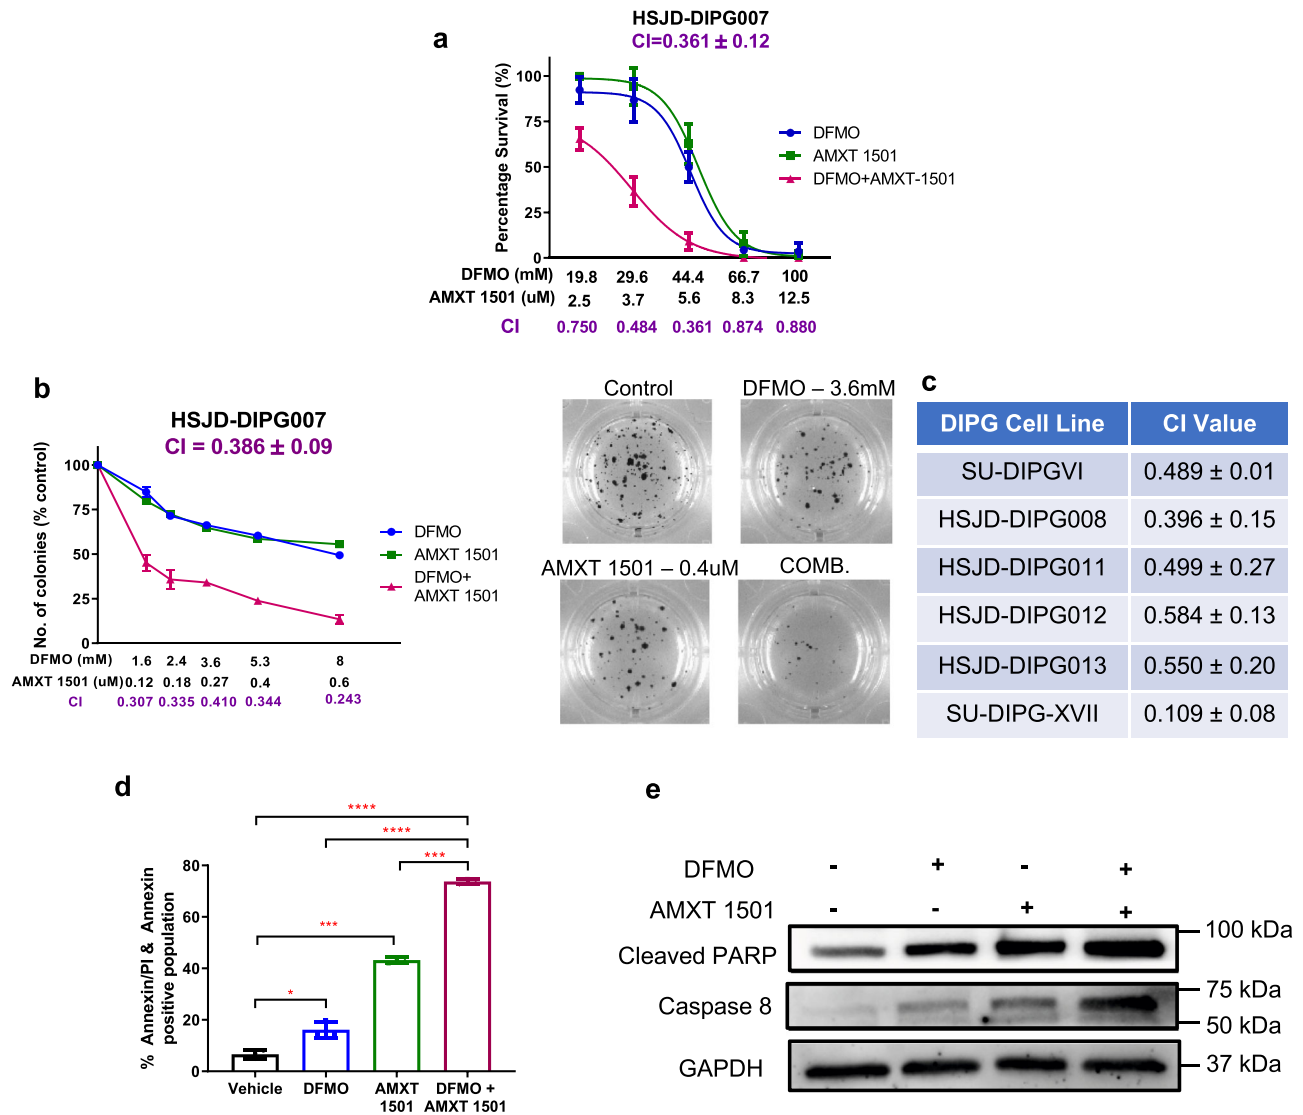 a
HSJD-DIPG007
CI=0.361 ± 0.12
Percentage Survival (%)
100
75
50
25
0
DFMO
AMXT 1501
DFMO+AMXT-1501
DFMO (mM) 19.8 29.6 44.4 66.7 100
AMXT 1501 (uM) 2.5 3.7 5.6 8.3 12.5
CI 0.750 0.484 0.361 0.874 0.880
b
HSJD-DIPG007
CI = 0.386 ± 0.09
No. of colonies (% control)
100
75
50
25
0
DFMO
AMXT 1501
DFMO+
AMXT 1501
DFMO (mM) 1.6 2.4 3.6 5.3 8
AMXT 1501 (uM) 0.12 0.18 0.27 0.4 0.6
CI 0.307 0.335 0.410 0.344 0.243
Control
DFMO – 3.6mM
AMXT 1501 – 0.4uM
COMB.
c
DIPG Cell Line CI Value
SU-DIPGVI 0.489 ± 0.01
HSJD-DIPG008 0.396 ± 0.15
HSJD-DIPG011 0.499 ± 0.27
HSJD-DIPG012 0.584 ± 0.13
HSJD-DIPG013 0.550 ± 0.20
SU-DIPG-XVII 0.109 ± 0.08
d
% Annexin/PI & Annexin
positive population
80
60
40
20
0
****
****
***
***
*
Vehicle
DFMO
AMXT
1501
DFMO +
AMXT 1501
e
DFMO - + - +
AMXT 1501 - - + +
Cleaved PARP
100 kDa
Caspase 8
75 kDa
50 kDa
GAPDH
37 kDa